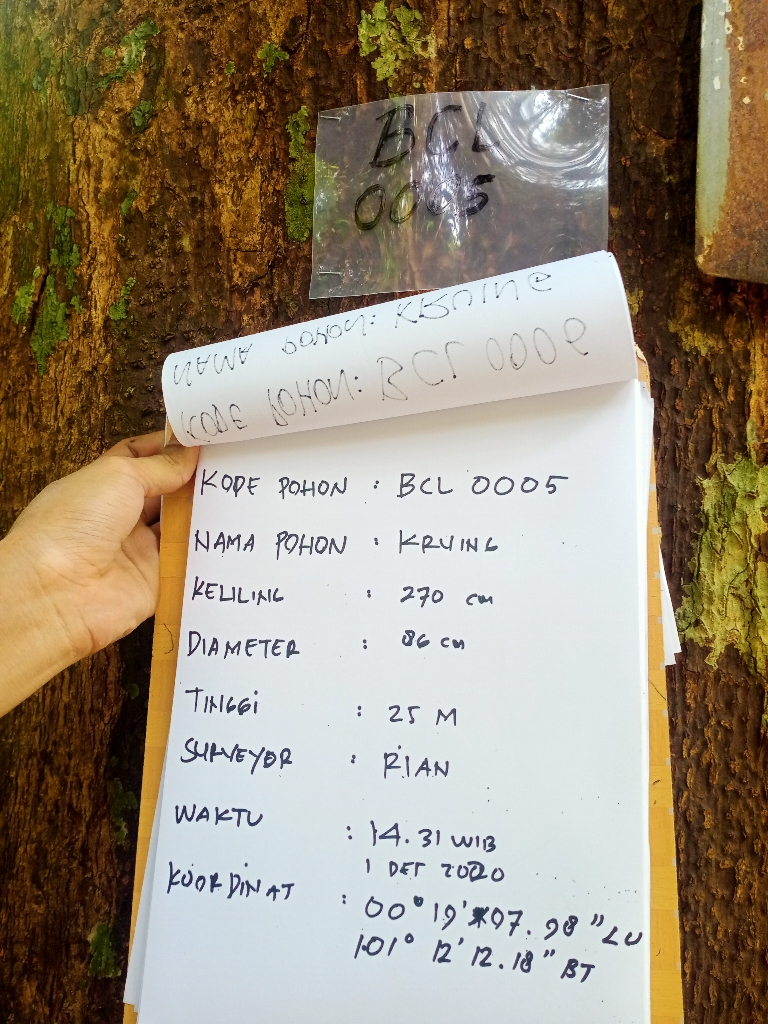 BCL
0005
NAMA POHON: KRUING
KODE POHON: BCL 0006
KODE POHON : BCL 0005
NAMA POHON : KRUING
KELILING : 270 cm
DIAMETER : 86 cm
TINGGI : 25 M
SURVEYOR : RIAN
WAKTU : 14.31 WIB
1 DET 2020
KOORDINAT : 00° 19' 07.98" LU
101° 12' 12.18" BT